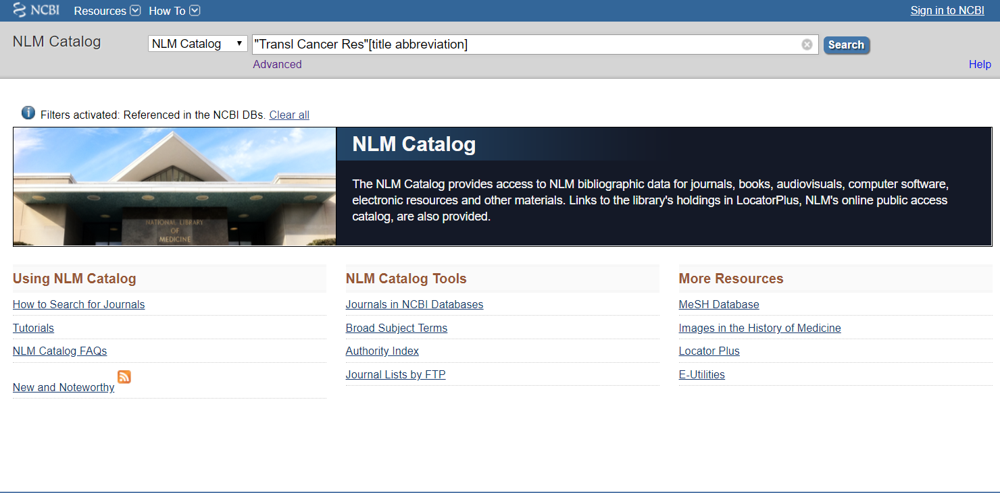 NCBI Resources How To Sign in to NCBI
NLM Catalog NLM Catalog "Transl Cancer Res"[title abbreviation] Search
Advanced Help
Filters activated: Referenced in the NCBI DBs. Clear all
NATIONAL LIBRARY
OF
MEDICINE
NLM Catalog
The NLM Catalog provides access to NLM bibliographic data for journals, books, audiovisuals, computer software,
electronic resources and other materials. Links to the library's holdings in LocatorPlus, NLM's online public access
catalog, are also provided.
Using NLM Catalog
How to Search for Journals
Tutorials
NLM Catalog FAQs
New and Noteworthy
NLM Catalog Tools
Journals in NCBI Databases
Broad Subject Terms
Authority Index
Journal Lists by FTP
More Resources
MeSH Database
Images in the History of Medicine
Locator Plus
E-Utilities